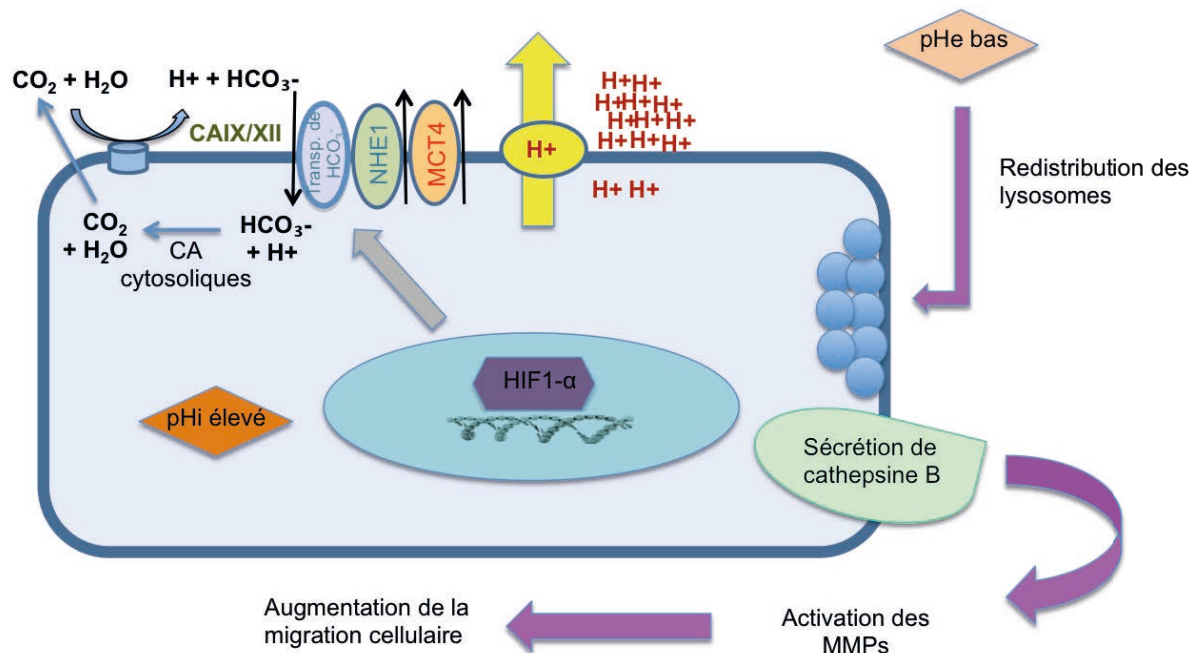 pHe bas
CO2 + H2O
H+ + HCO3-
CAIX/XII
Transp. de
HCO3-
NHE1
MCT4
H+
H+H+
H+H+H+
H+H+H+
H+H+H+
H+ H+
Redistribution des
lysosomes
CO2
+ H2O
CA
cytosoliques
HCO3-
+ H+
HIF1-α
pHi élevé
Sécrétion de
cathepsine B
Augmentation de la
migration cellulaire
Activation des
MMPs